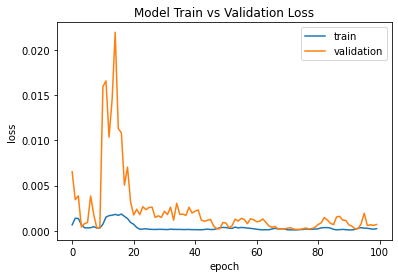 Model Train vs Validation Loss
train
validation
loss
0.020
0.015
0.010
0.005
0.000
0
20
40
60
80
100
epoch